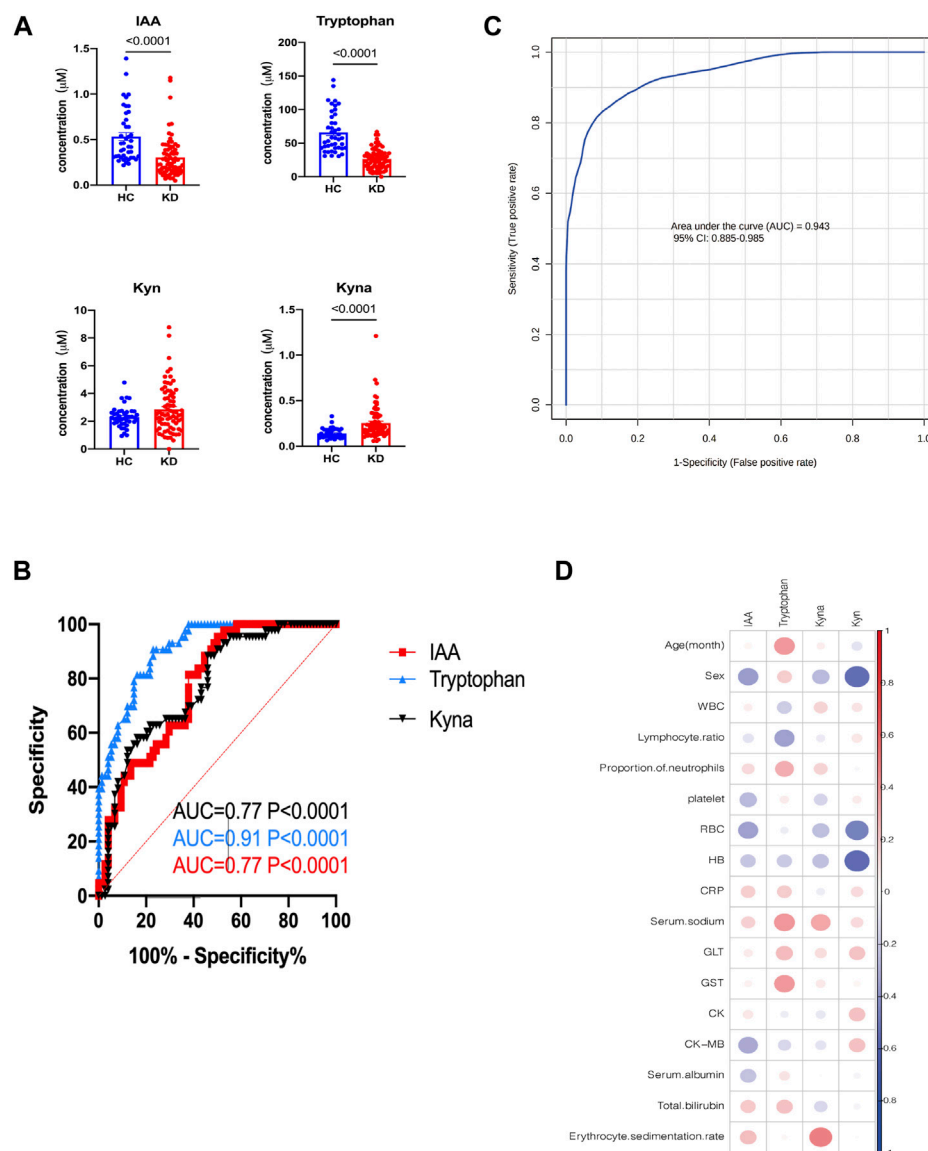 A
IAA
<0.0001
concentration (μM)
1.5
1.0
0.5
0.0
HC
KD
Tryptophan
<0.0001
concentration (μM)
200
150
100
50
0
HC
KD
Kyn
concentration (μM)
10
8
6
4
2
0
HC
KD
Kyna
<0.0001
concentration (μM)
1.5
1.0
0.5
0.0
HC
KD
C
Sensitivity (True positive rate)
1.0
0.8
0.6
0.4
0.2
0.0
Area under the curve (AUC) = 0.943
95% CI: 0.885-0.985
0.0 0.2 0.4 0.6 0.8 1.0
1-Specificity (False positive rate)
B
Specificity
100
80
60
40
20
0
AUC=0.77 P<0.0001
AUC=0.91 P<0.0001
AUC=0.77 P<0.0001
0 20 40 60 80 100
100% - Specificity%
IAA
Tryptophan
Kyna
D
IAA
Tryptophan
Kyna
Kyn
Age(month)
Sex
WBC
Lymphocyte.ratio
Proportion.of.neutrophils
platelet
RBC
HB
CRP
Serum.sodium
GLT
GST
CK
CK-MB
Serum.albumin
Total.bilirubin
Erythrocyte.sedimentation.rate
1
0.8
0.6
0.4
0.2
0
-0.2
-0.4
-0.6
-0.8
-1